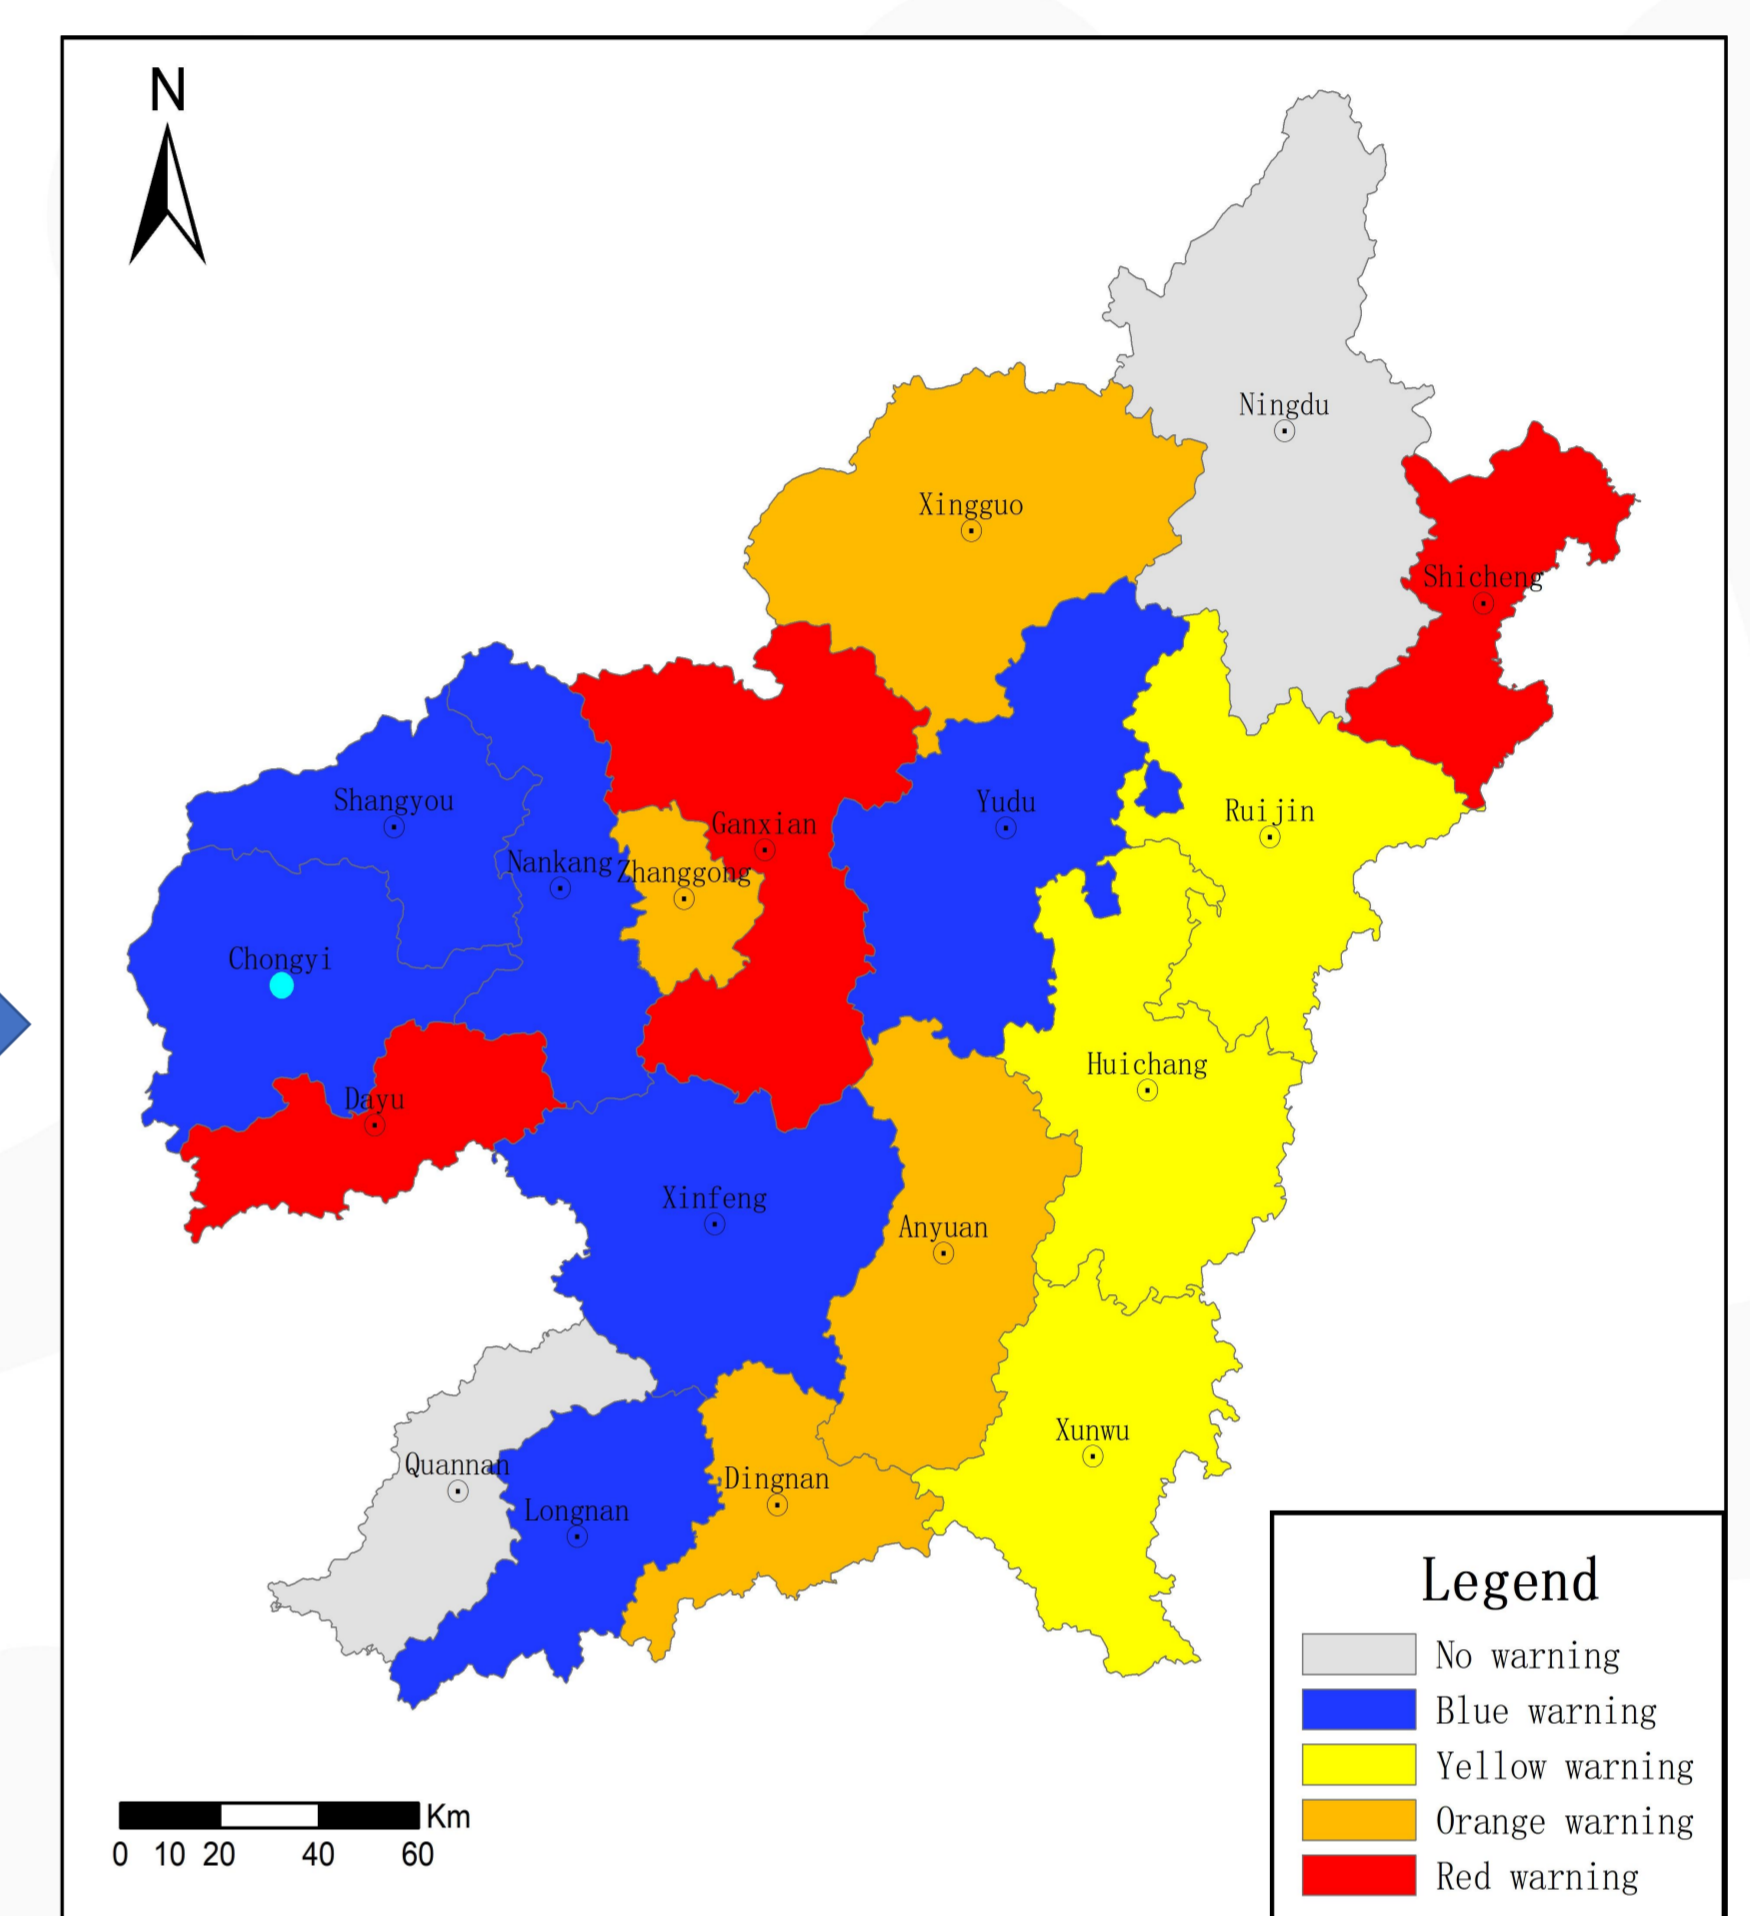 N
Ningdu
Xingguo
Shicheng
Shangyou
Yudu
Ruijin
Ganxian
Nankang
Zhanggong
Chongyi
Huichang
Dayu
Xinfeng
Anyuan
Xunwu
Quannan
Dingnan
Longnan
Legend
No warning
Blue warning
Yellow warning
Orange warning
Red warning
Km
0 10 20 40 60